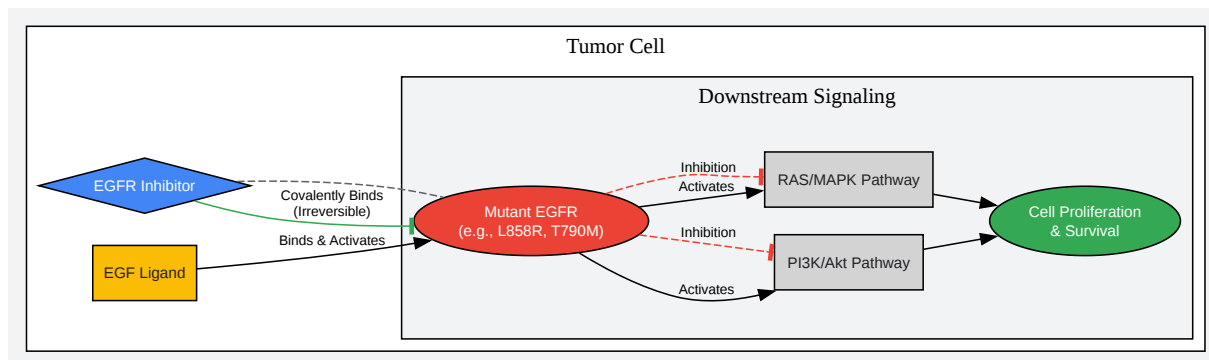 Tumor Cell
Downstream Signaling
EGFR Inhibitor
Covalently Binds
(Irreversible)
Binds & Activates
EGF Ligand
Mutant EGFR
(e.g., L858R, T790M)
Inhibition
Activates
Inhibition
Activates
RAS/MAPK Pathway
PI3K/Akt Pathway
Cell Proliferation
& Survival